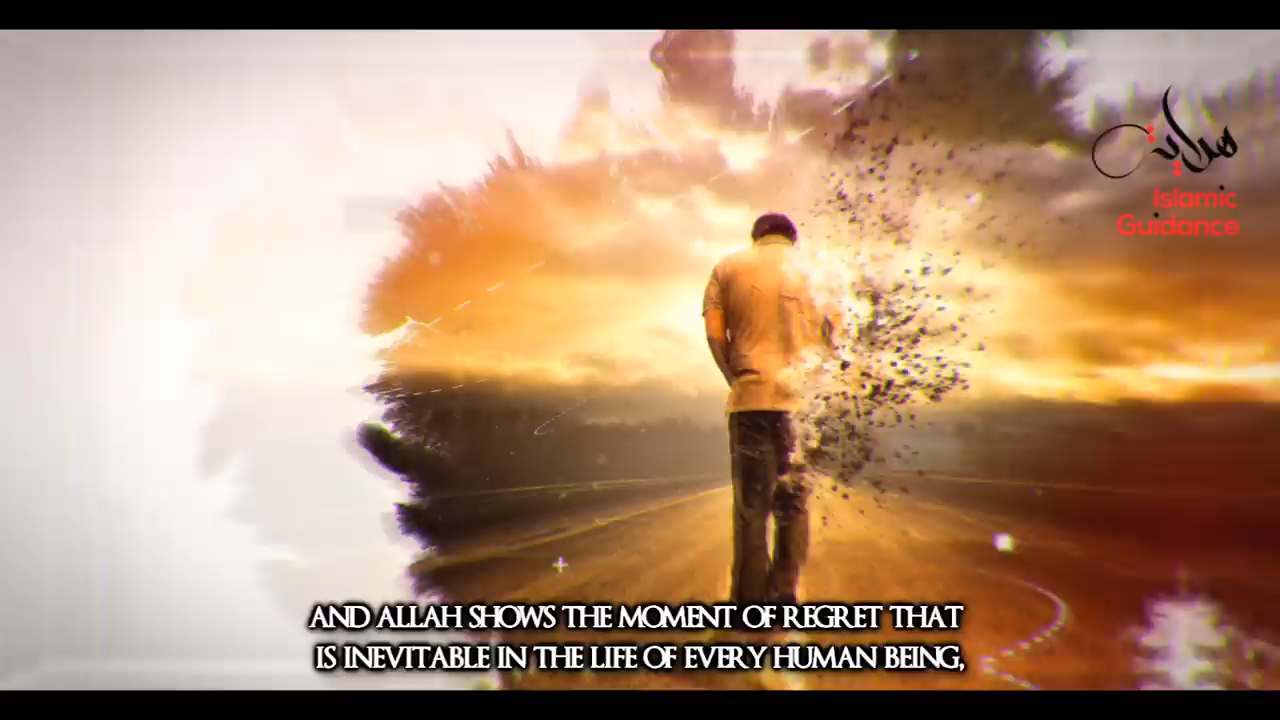 هداية
Islamic
Guidance
AND ALLAH SHOWS THE MOMENT OF REGRET THAT
IS INEVITABLE IN THE LIFE OF EVERY HUMAN BEING,